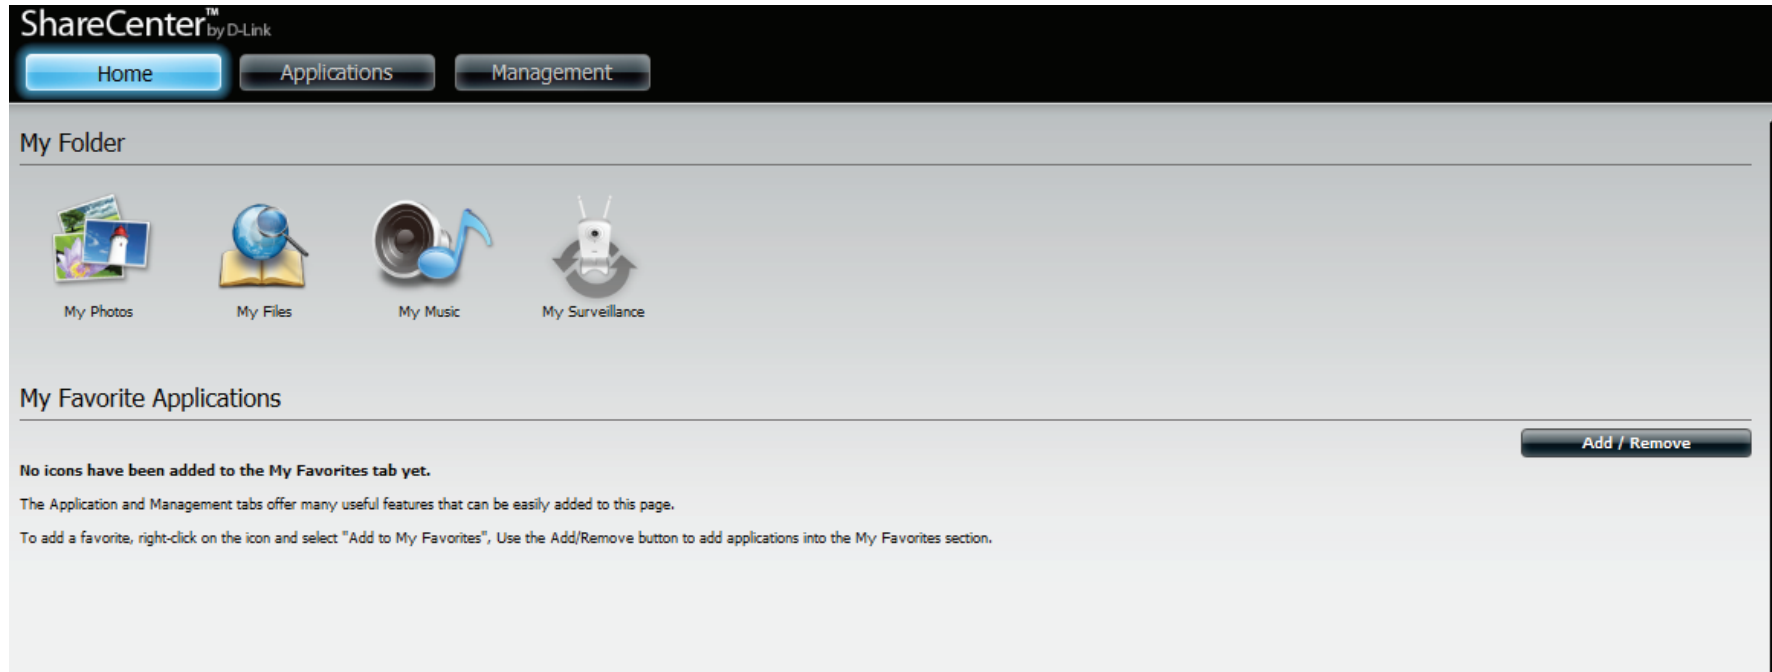 ShareCenter™ by D-Link
Home Applications Management
My Folder
My Photos My Files My Music My Surveillance
My Favorite Applications
Add / Remove
No icons have been added to the My Favorites tab yet.
The Application and Management tabs offer many useful features that can be easily added to this page.
To add a favorite, right-click on the icon and select "Add to My Favorites", Use the Add/Remove button to add applications into the My Favorites section.